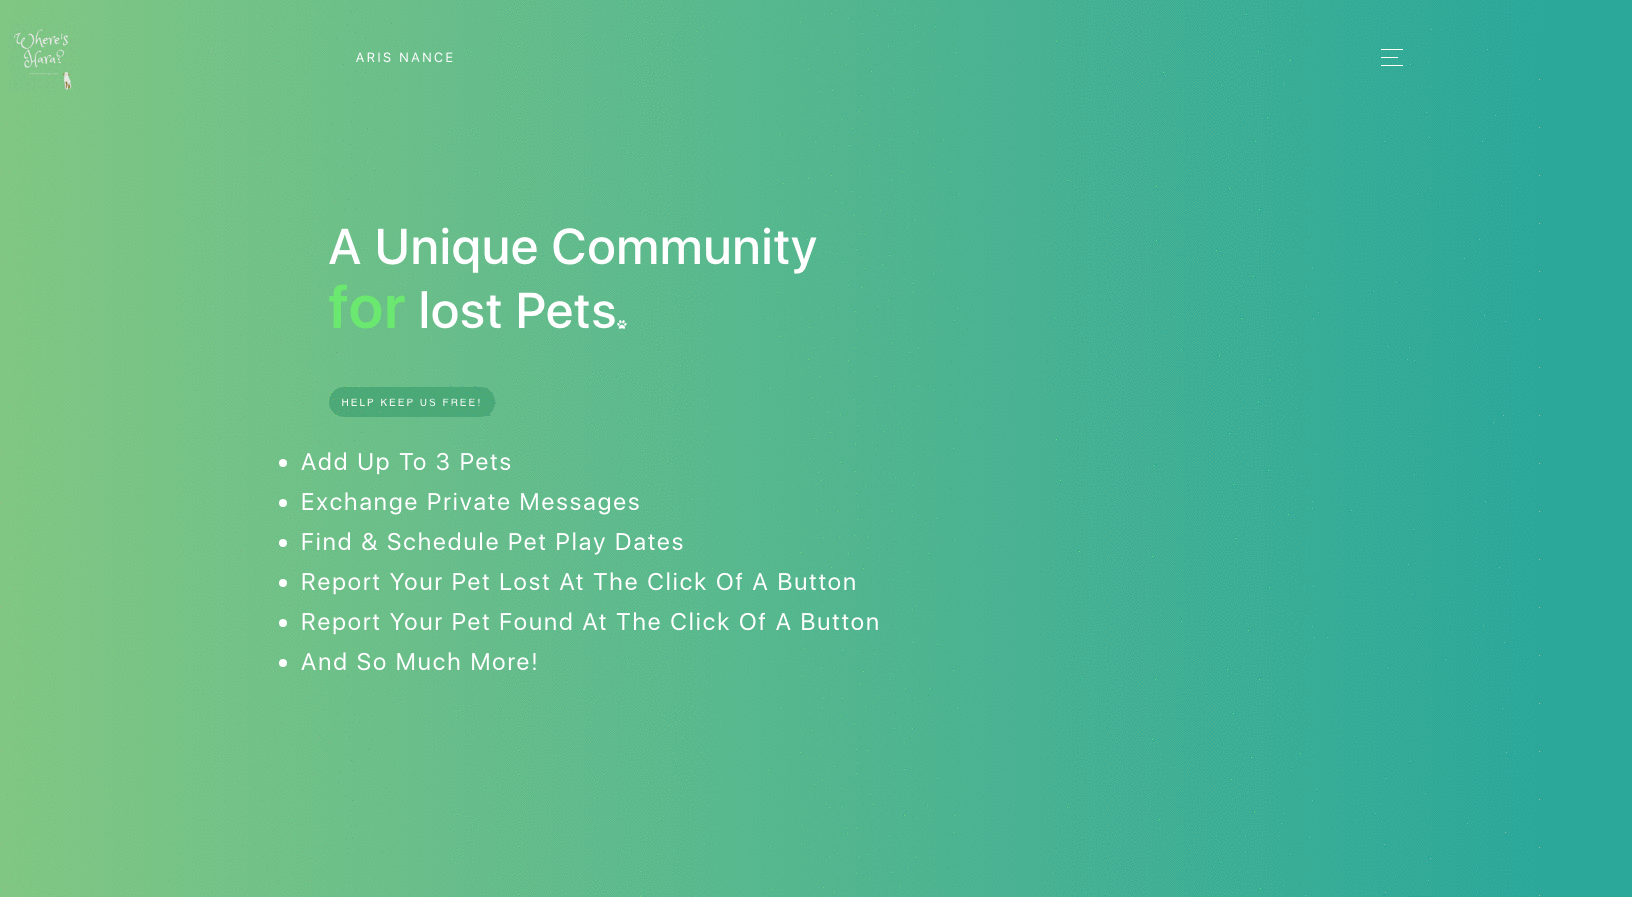 Where's
Hara?
ARIS NANCE
A Unique Community
for lost Pets.
HELP KEEP US FREE!
• Add Up To 3 Pets
• Exchange Private Messages
• Find & Schedule Pet Play Dates
• Report Your Pet Lost At The Click Of A Button
• Report Your Pet Found At The Click Of A Button
• And So Much More!